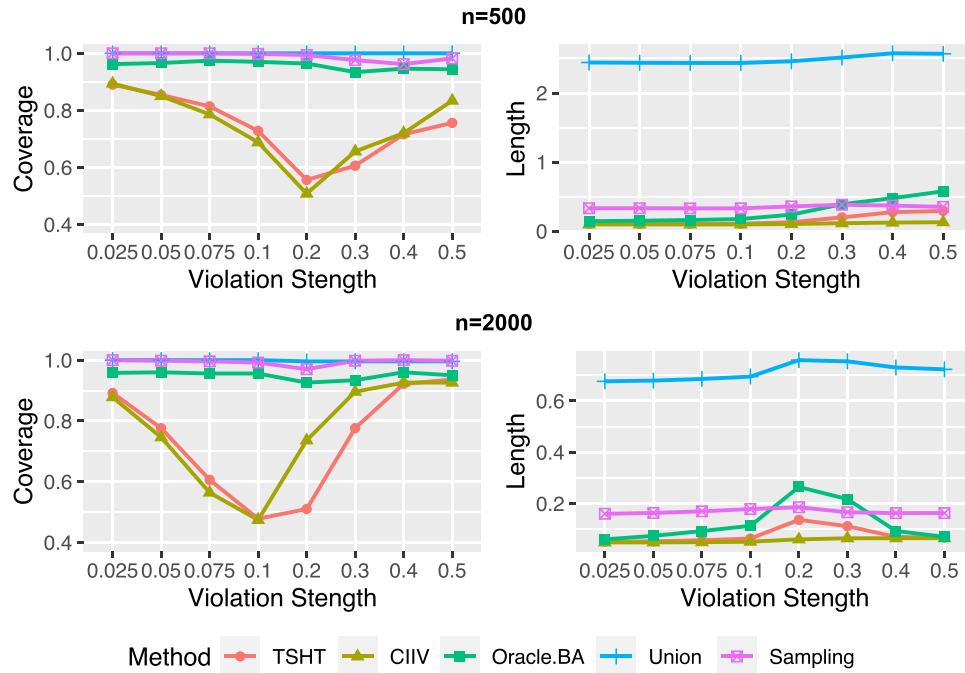 n=500
Coverage
1.0
0.8
0.6
0.4
0.025 0.05 0.075 0.1 0.2 0.3 0.4 0.5
Violation Stength
Length
2
1
0
0.025 0.05 0.075 0.1 0.2 0.3 0.4 0.5
Violation Stength
n=2000
Coverage
1.0
0.8
0.6
0.4
0.025 0.05 0.075 0.1 0.2 0.3 0.4 0.5
Violation Stength
Length
0.6
0.4
0.2
0.025 0.05 0.075 0.1 0.2 0.3 0.4 0.5
Violation Stength
Method TSHT CIIV Oracle.BA Union Sampling